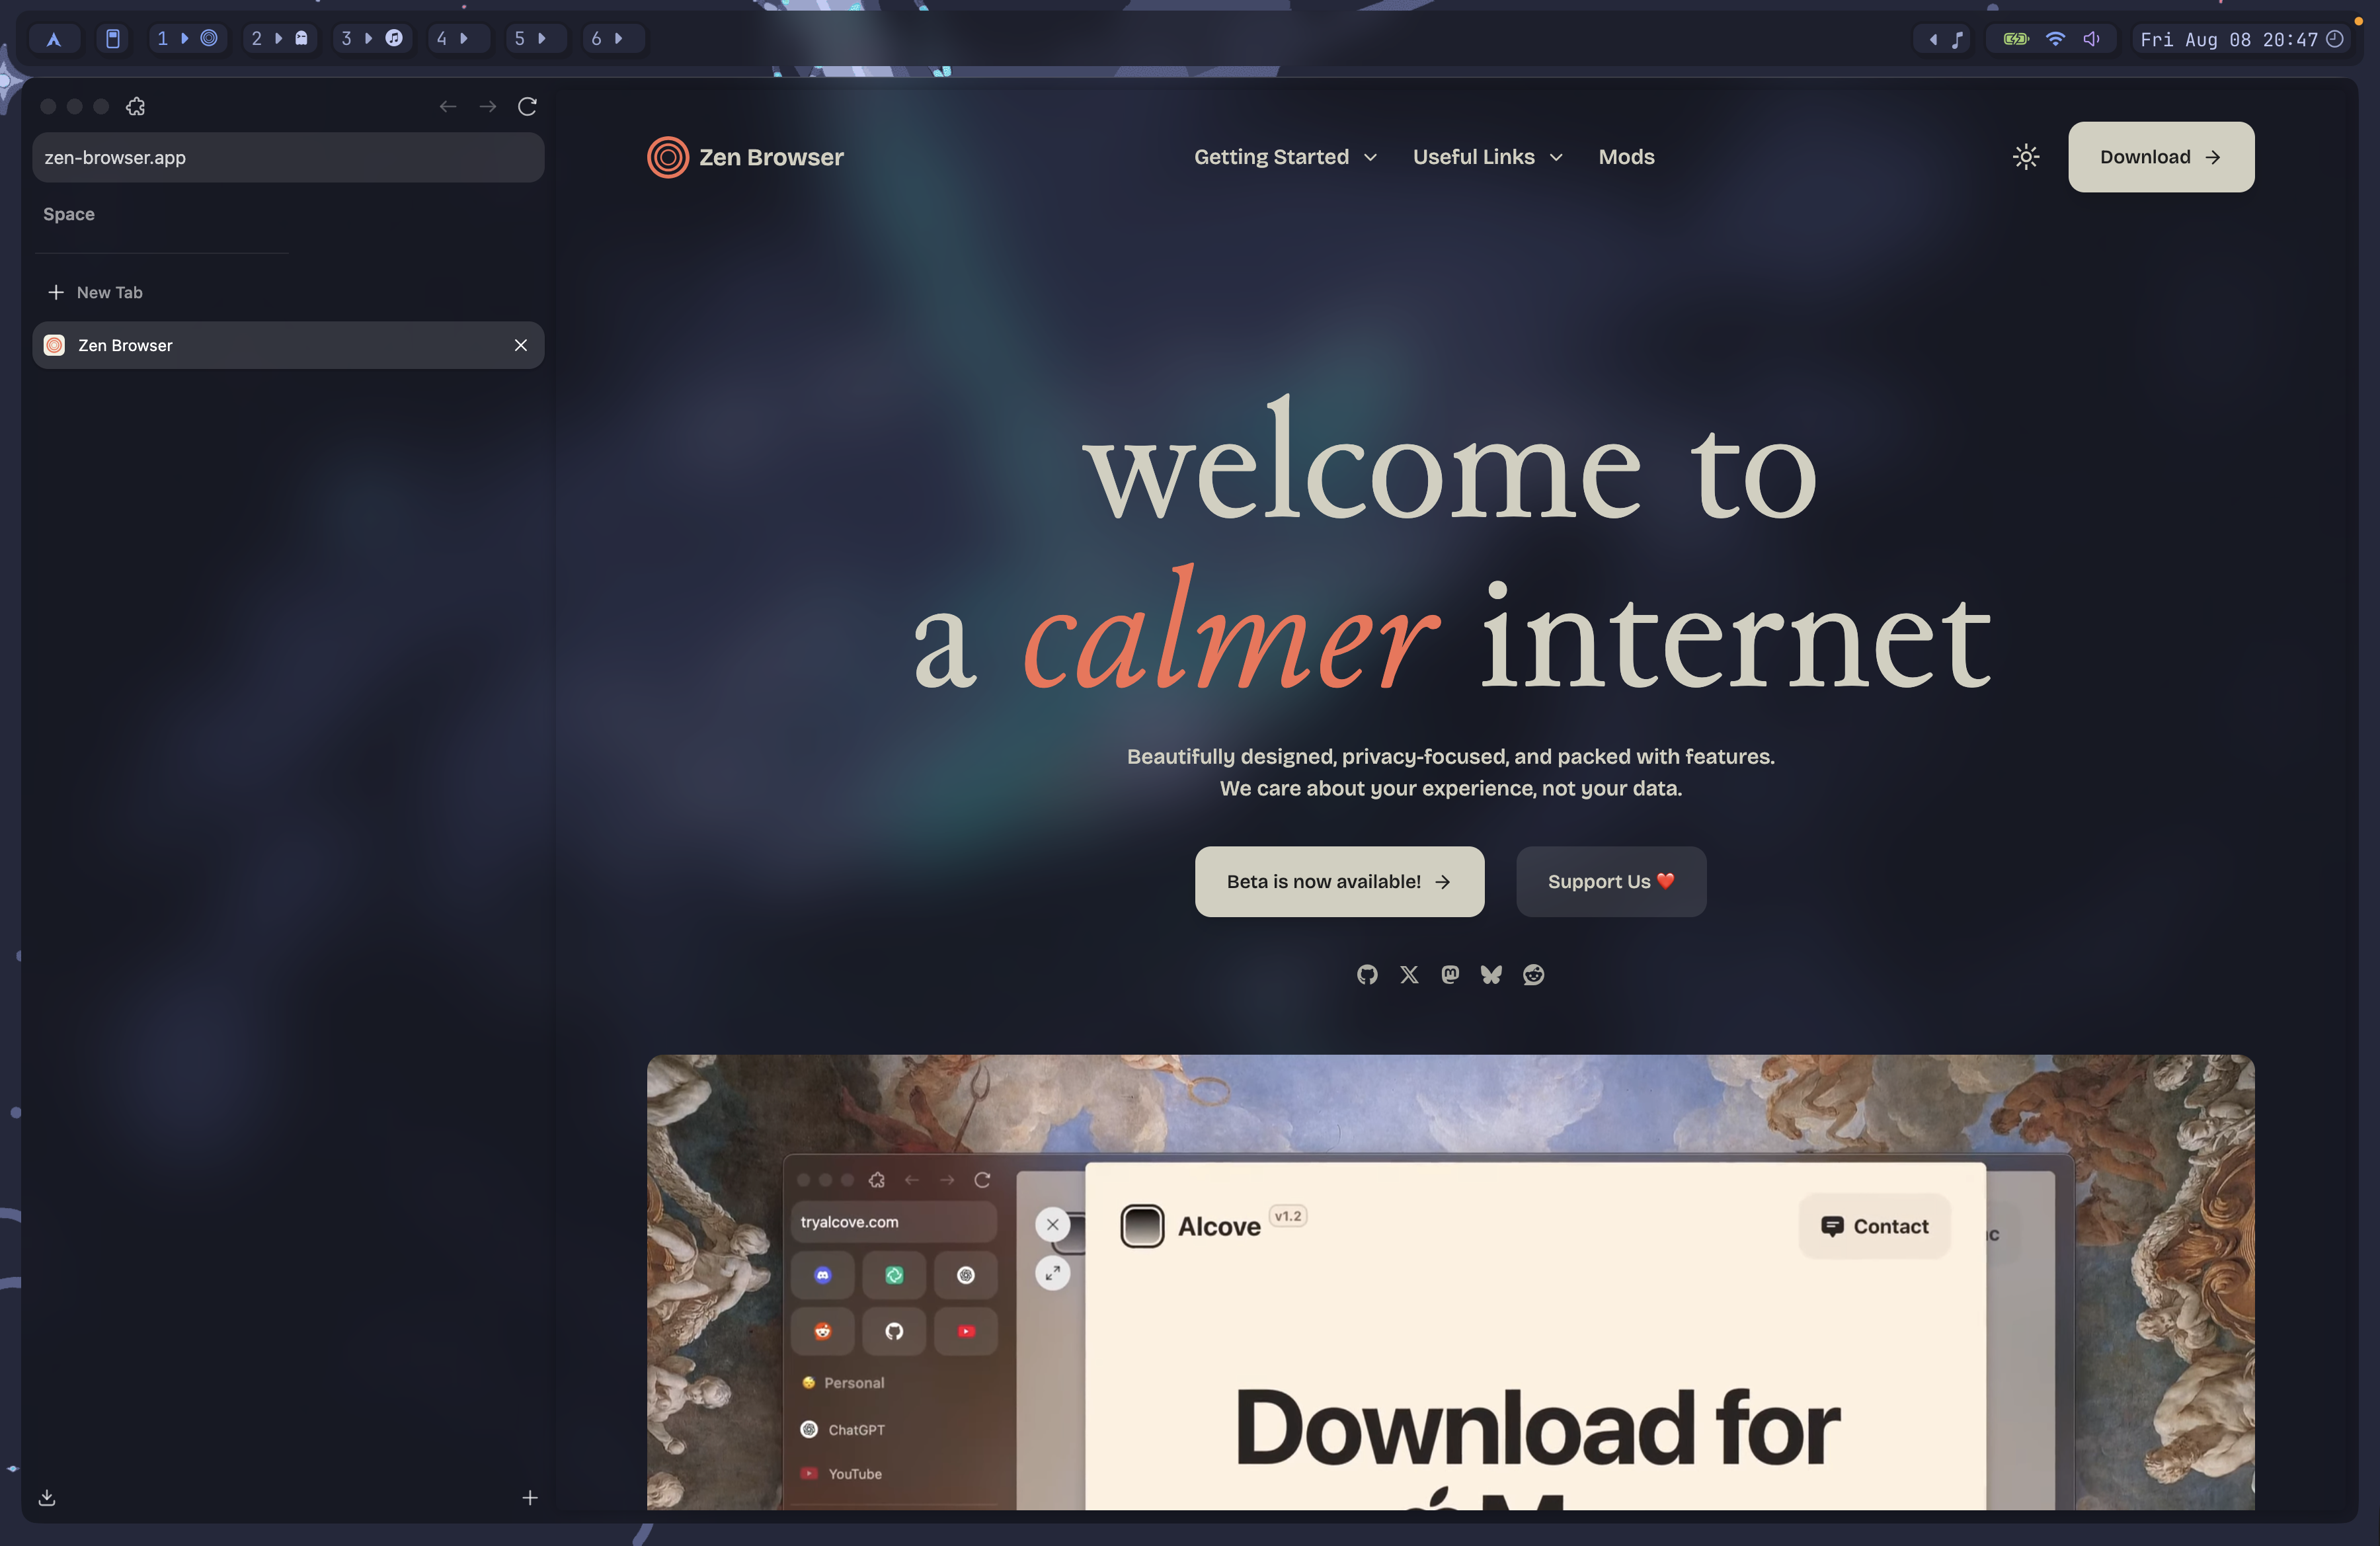 1 2 3 4 5 6 Fri Aug 08 20:47
zen-browser.app
Space
New Tab
Zen Browser
Zen Browser Getting Started Useful Links Mods Download
welcome to
a calmer internet
Beautifully designed, privacy-focused, and packed with features.
We care about your experience, not your data.
Beta is now available! Support Us
tryalcove.com
Personal
ChatGPT
YouTube
Alcove v1.2 Contact
Download for